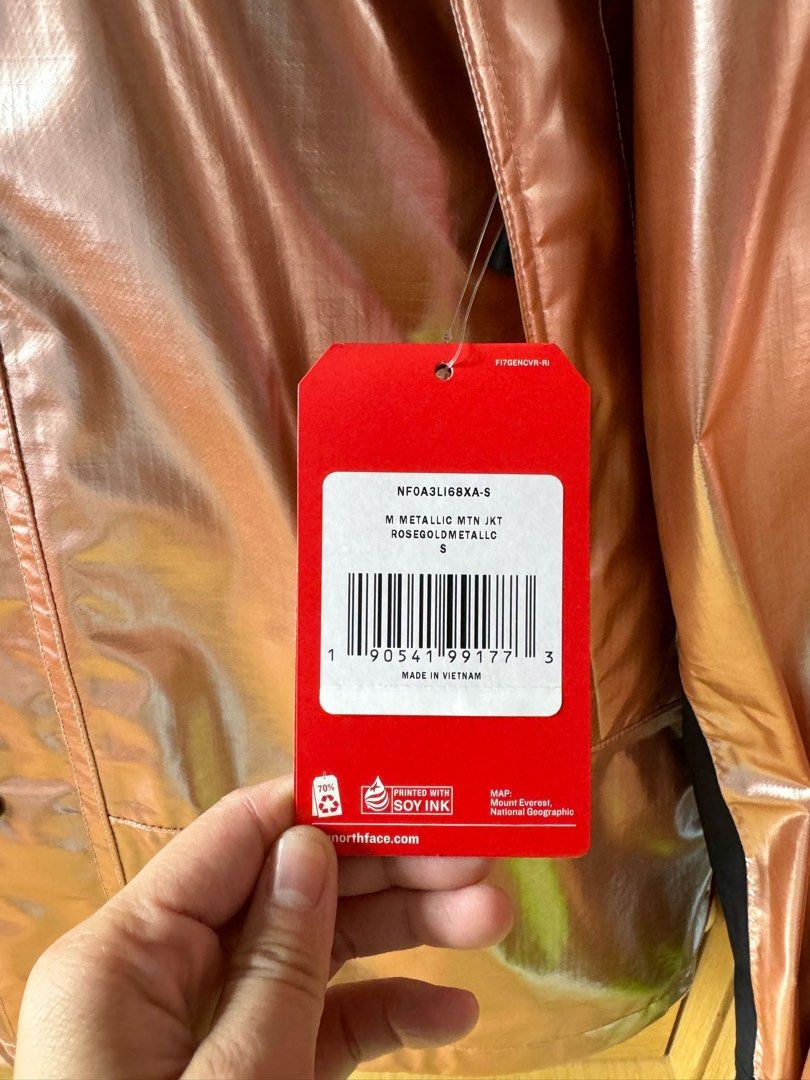 FI7GENCVR-RI
NF0A3LI68XA-S
M METALLIC MTN JKT
ROSEGOLDMETALLC
S
1 90541 99177 3
MADE IN VIETNAM
70%
PRINTED WITH
SOY INK
MAP:
Mount Everest,
National Geographic
northface.com